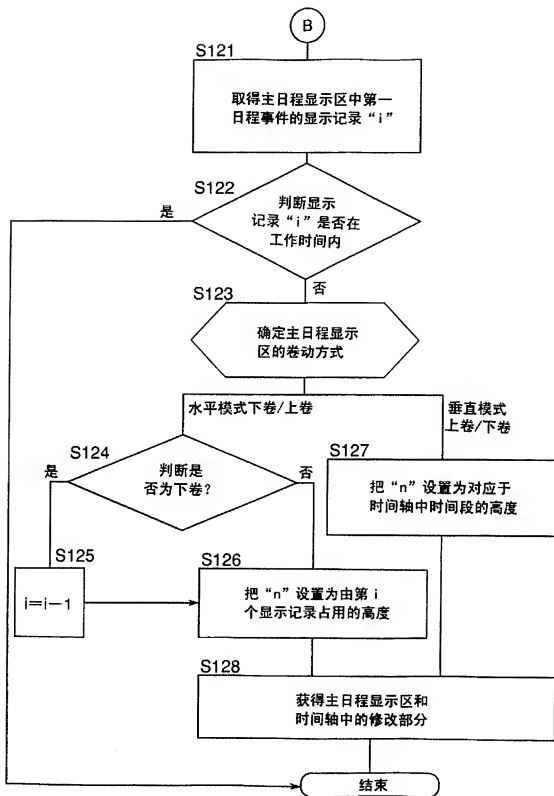 B
S121
取得主日程显示区中第一
日程事件的显示记录“i”
S122
判断显示
记录“i”是否在
工作时间内
是
否
S123
确定主日程显示
区的卷动方式
水平模式下卷/上卷
垂直模式
上卷/下卷
S124
判断是
否为下卷？
是
否
S127
把“n”设置为对应于
时间轴中时间段的高度
S125
i=i-1
S126
把“n”设置为由第 i
个显示记录占用的高度
S128
获得主日程显示区和
时间轴中的修改部分
结束